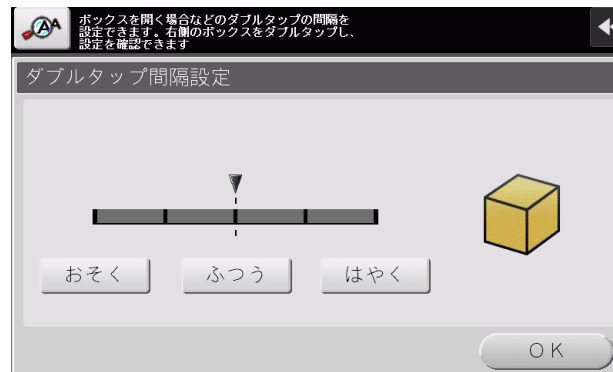 ボックスを開く場合などのダブルタップの間隔を
設定できます。右側のボックスをダブルタップし、
設定を確認できます
ダブルタップ間隔設定
おそく ふつう はやく
OK